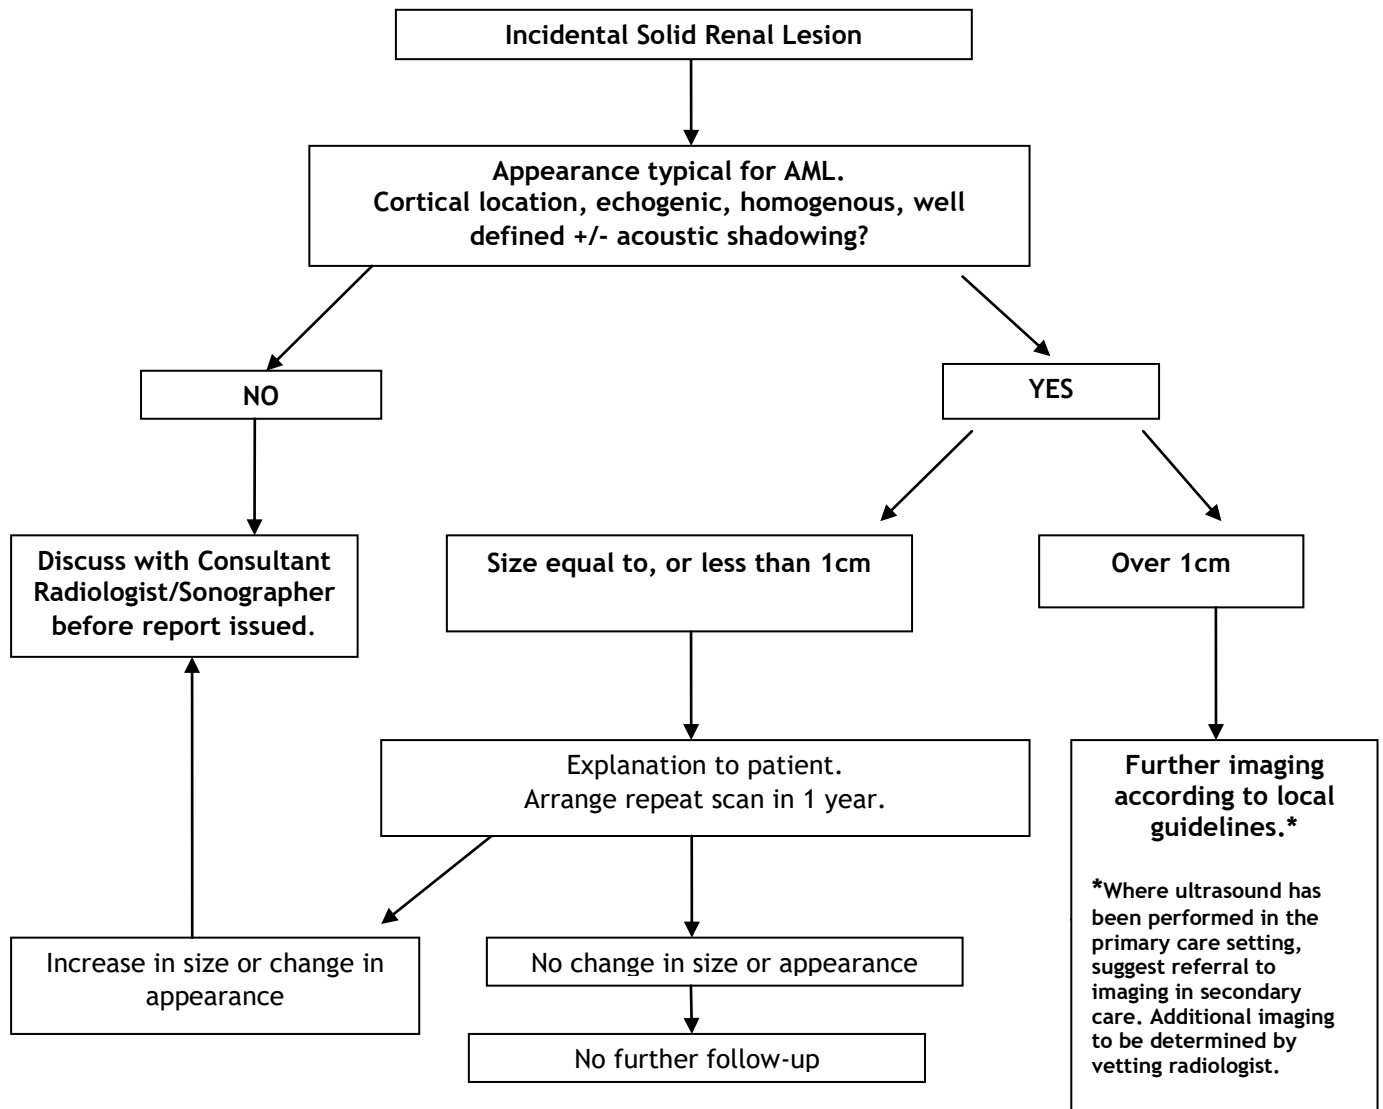 Incidental Solid Renal Lesion
Appearance typical for AML.
Cortical location, echogenic, homogenous, well
defined +/- acoustic shadowing?
NO
YES
Discuss with Consultant
Radiologist/Sonographer
before report issued.
Size equal to, or less than 1cm
Over 1cm
Explanation to patient.
Arrange repeat scan in 1 year.
Further imaging
according to local
guidelines.*
*Where ultrasound has
been performed in the
primary care setting,
suggest referral to
imaging in secondary
care. Additional imaging
to be determined by
vetting radiologist.
Increase in size or change in
appearance
No change in size or appearance
No further follow-up